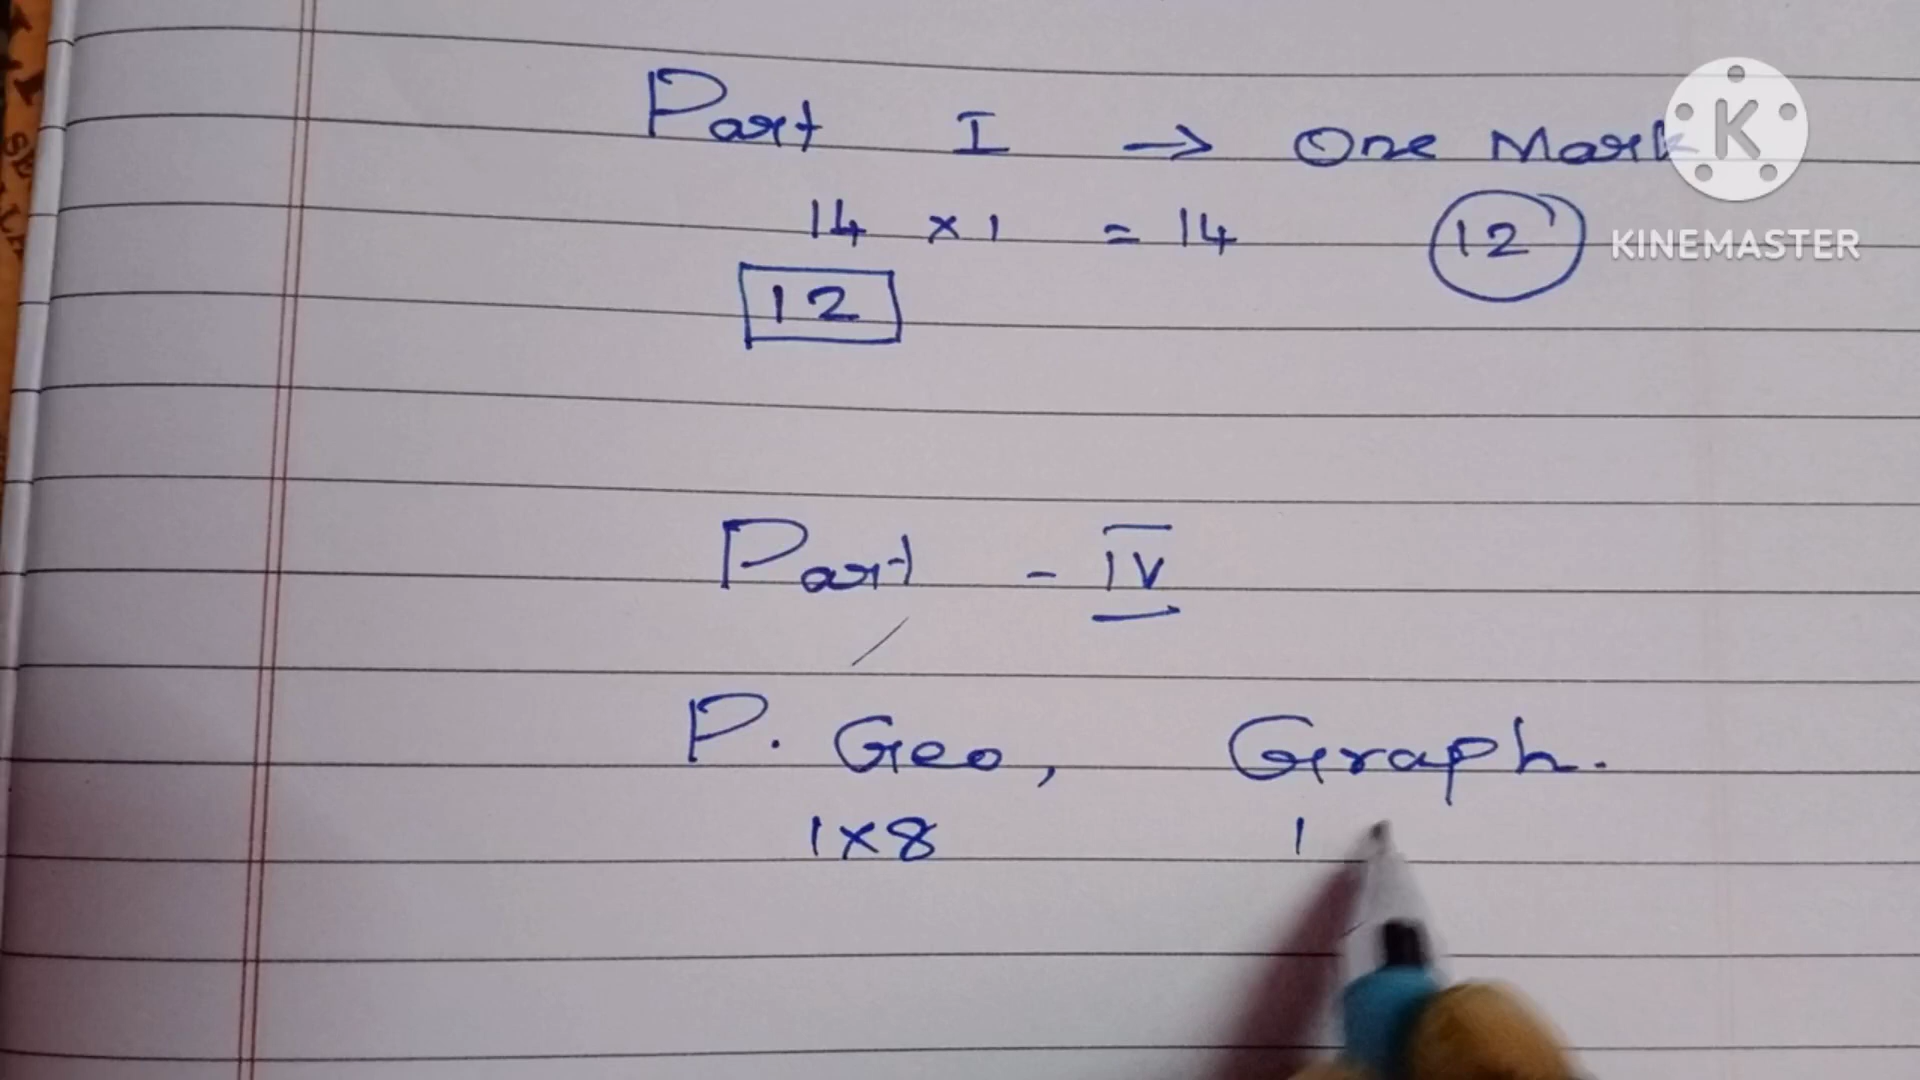 Part I → One Mark
14 × 1 = 14 12
12
KINEMASTER
Part - IV
P. Geo, Graph.
1×8 1